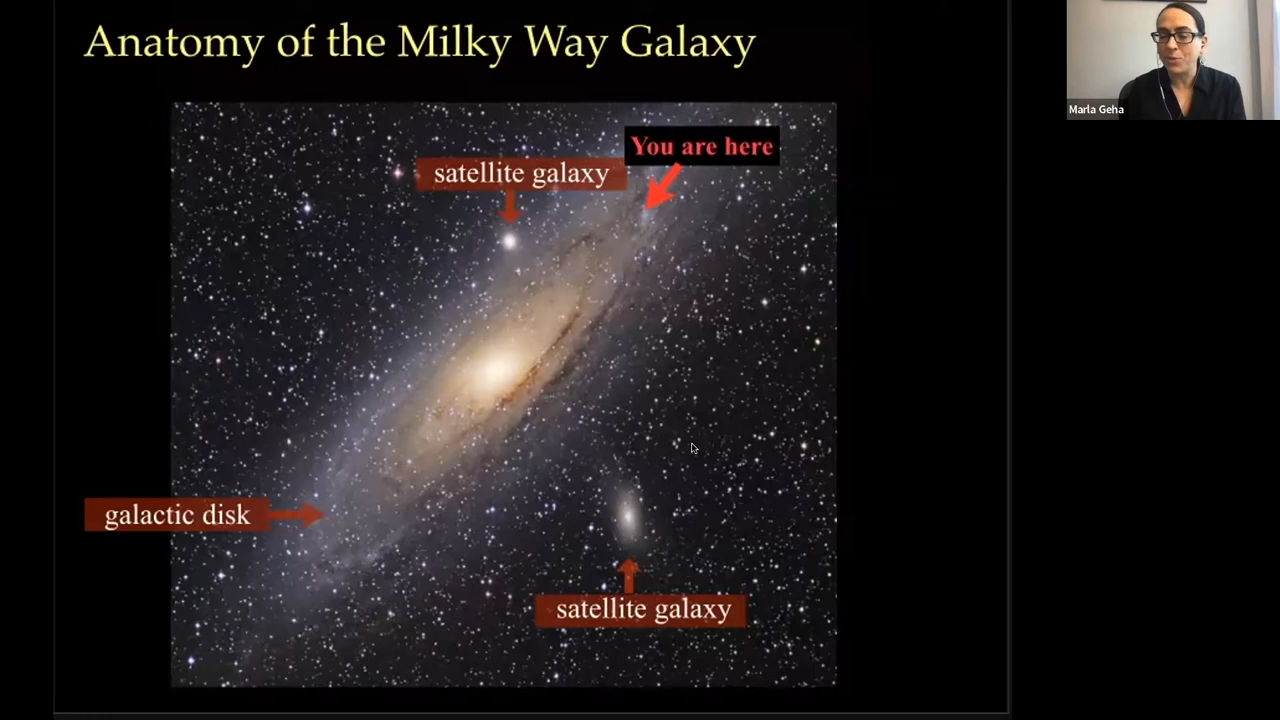 Anatomy of the Milky Way Galaxy
Marla Geha
You are here
satellite galaxy
galactic disk
satellite galaxy